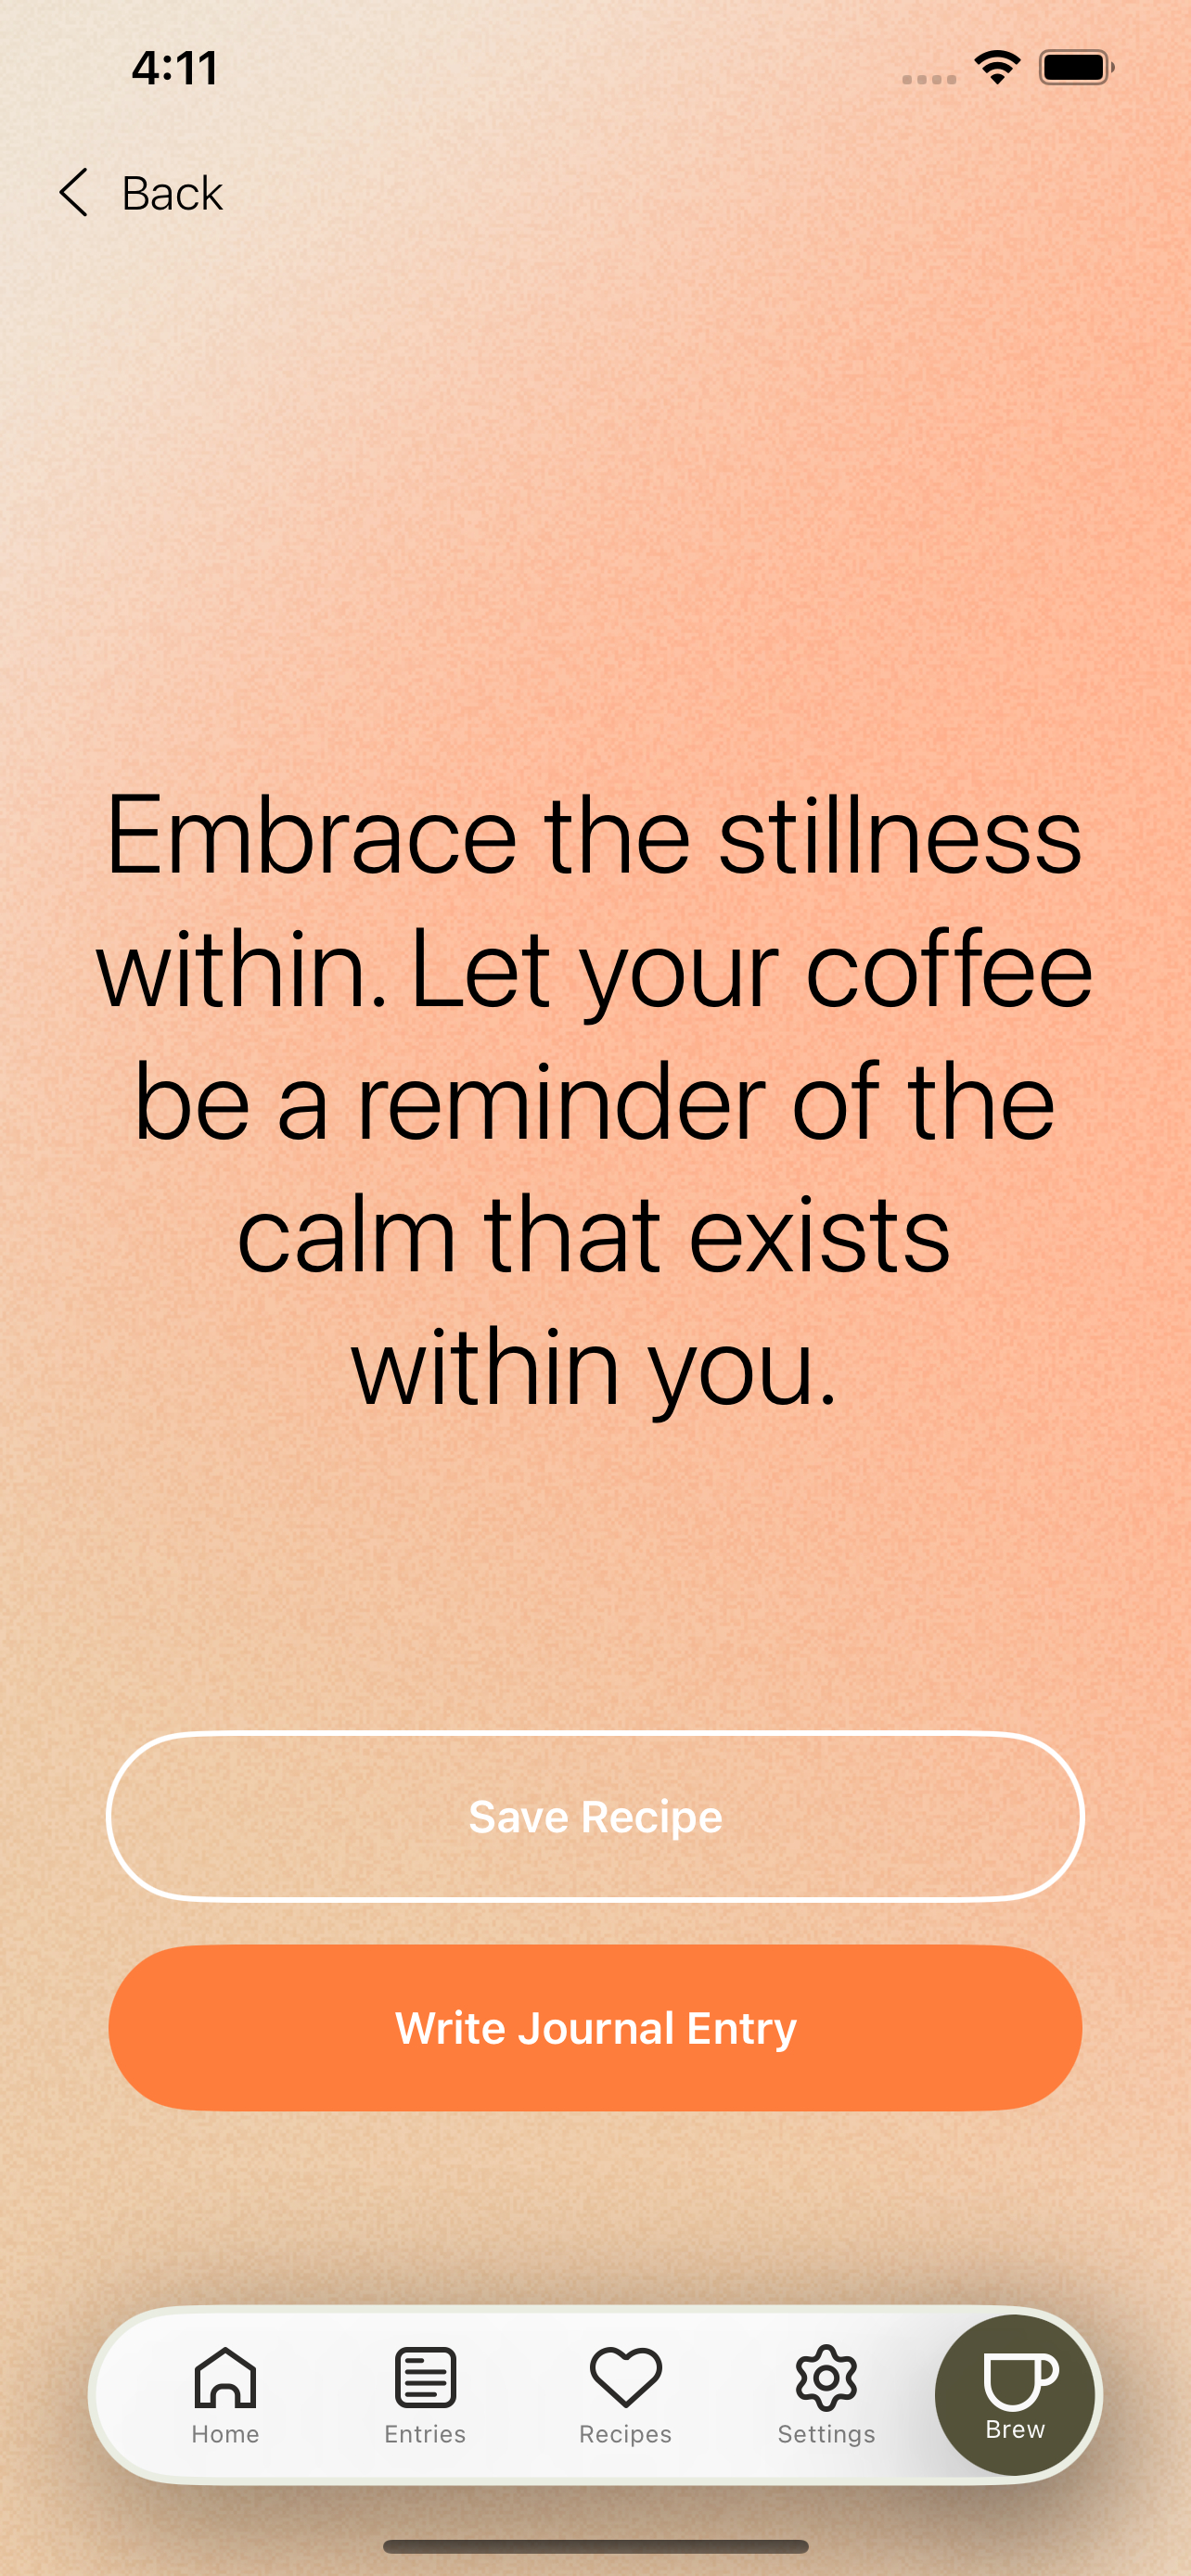 4:11
Back
Embrace the stillness
within. Let your coffee
be a reminder of the
calm that exists
within you.
Save Recipe
Write Journal Entry
Home
Entries
Recipes
Settings
Brew